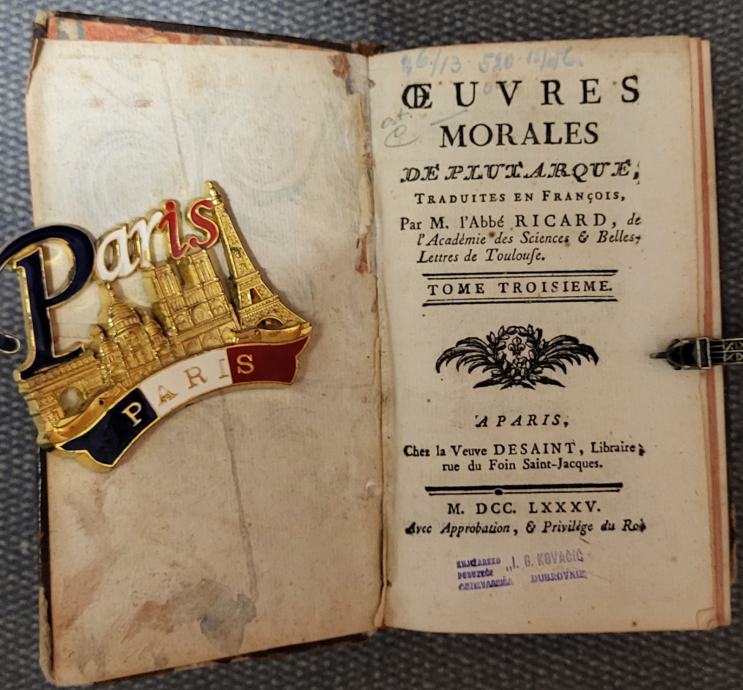 Paris
PARIS
ŒUVRES
MORALES
DE PLUTARQUE,
TRADUITES EN FRANÇOIS,
Par M. l'Abbé RICARD, de
l'Académie des Sciences & Belles-
Lettres de Toulouſe.
TOME TROISIEME.
A PARIS,
Chez la Veuve DESAINT, Libraire,
rue du Foin Saint-Jacques.
M. DCC. LXXXV.
Avec Approbation, & Privilége du Roi
KNJIŽARSKO
PODUZEĆE
„I. G. KOVAČIĆ
DUBROVNIK